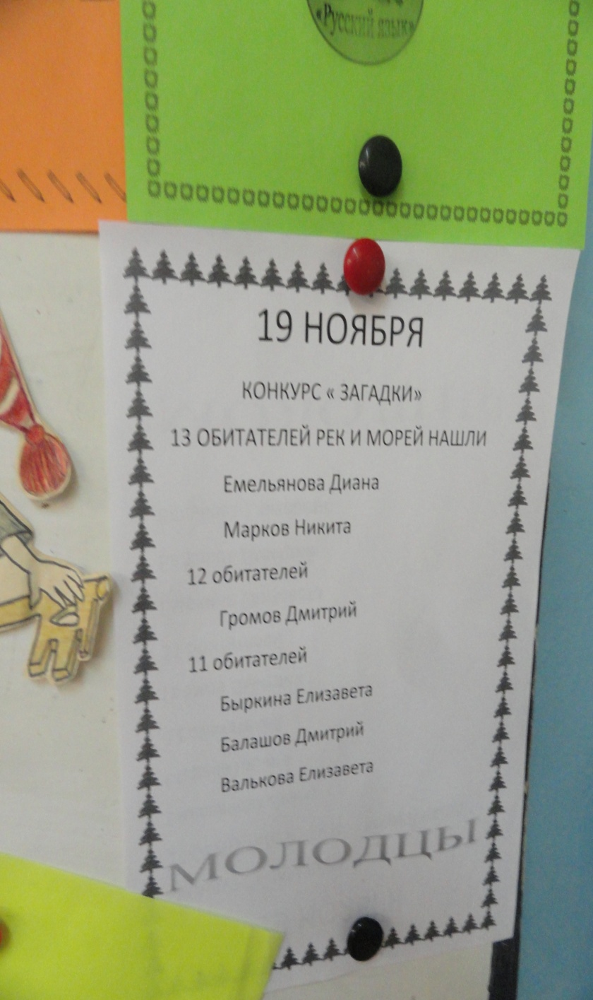 «Русский язык»
19 НОЯБРЯ
КОНКУРС « ЗАГАДКИ»
13 ОБИТАТЕЛЕЙ РЕК И МОРЕЙ НАШЛИ
Емельянова Диана
Марков Никита
12 обитателей
Громов Дмитрий
11 обитателей
Быркина Елизавета
Балашов Дмитрий
Валькова Елизавета
МОЛОДЦЫ